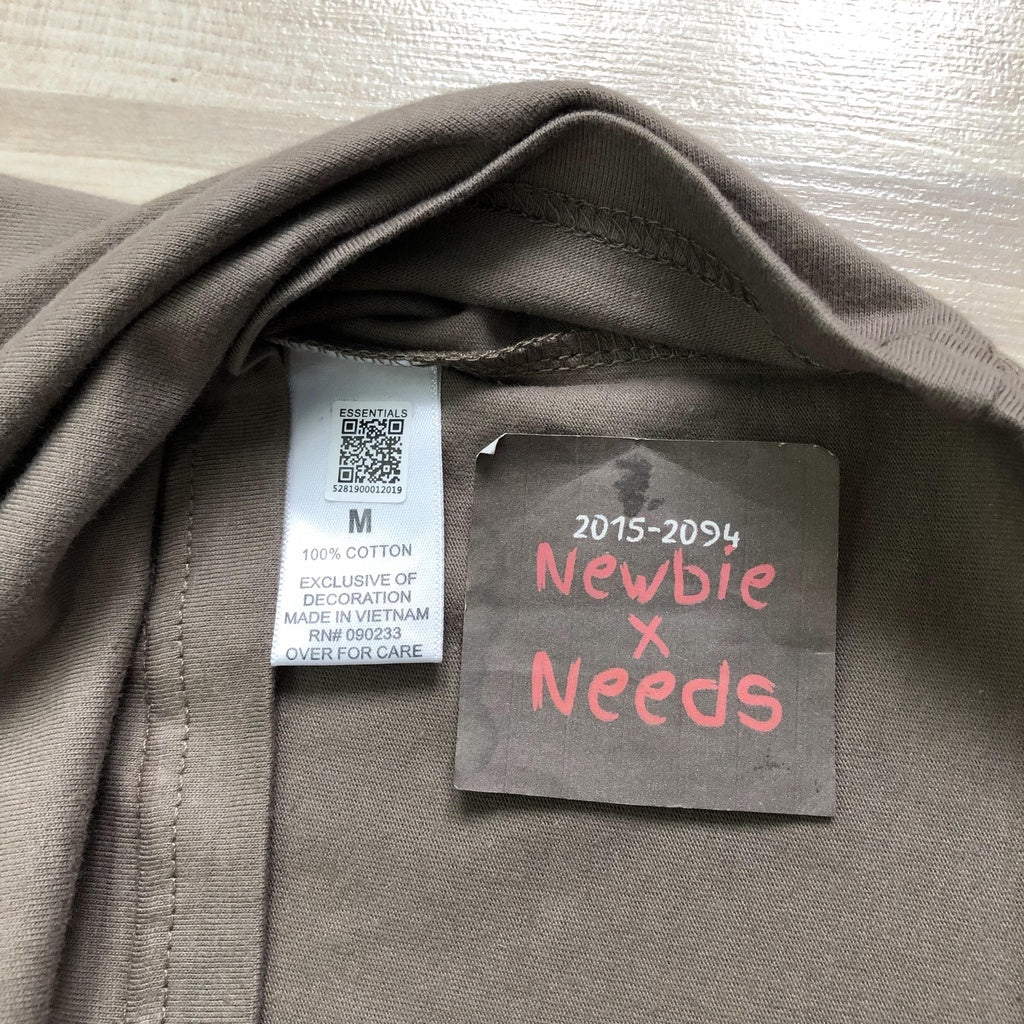 ESSENTIALS
5281900012019
M
100% COTTON
EXCLUSIVE OF
DECORATION
MADE IN VIETNAM
RN# 090233
OVER FOR CARE
2015-2094
Newbie
x
Needs